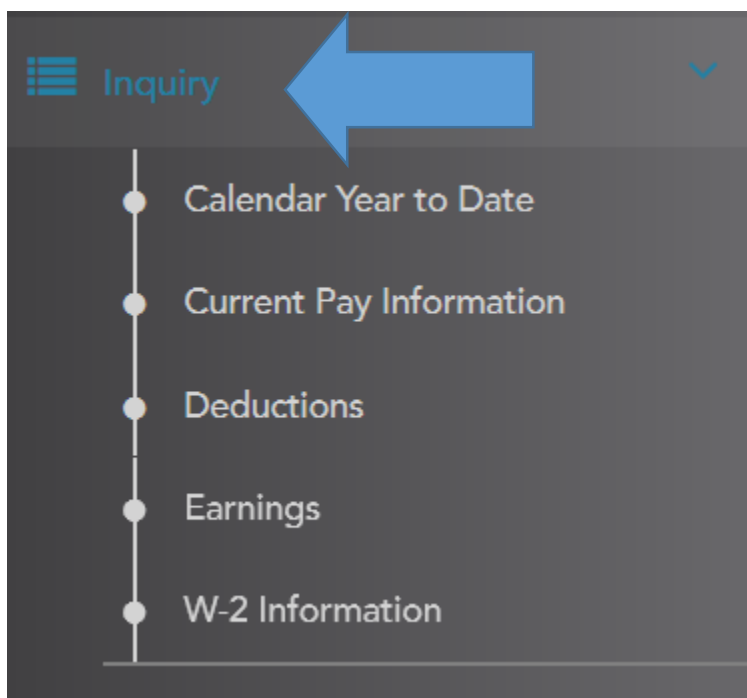 Inquiry
Calendar Year to Date
Current Pay Information
Deductions
Earnings
W-2 Information